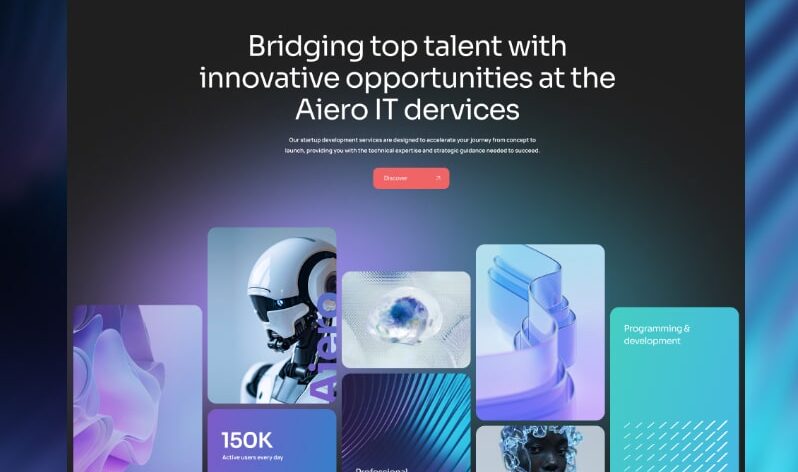 Bridging top talent with
innovative opportunities at the
Aiero IT dervices
Our startup development services are designed to accelerate your journey from concept to
launch, providing you with the technical expertise and strategic guidance needed to succeed.
Discover
Aiero
Programming &
development
150K
Active users every day
Professional